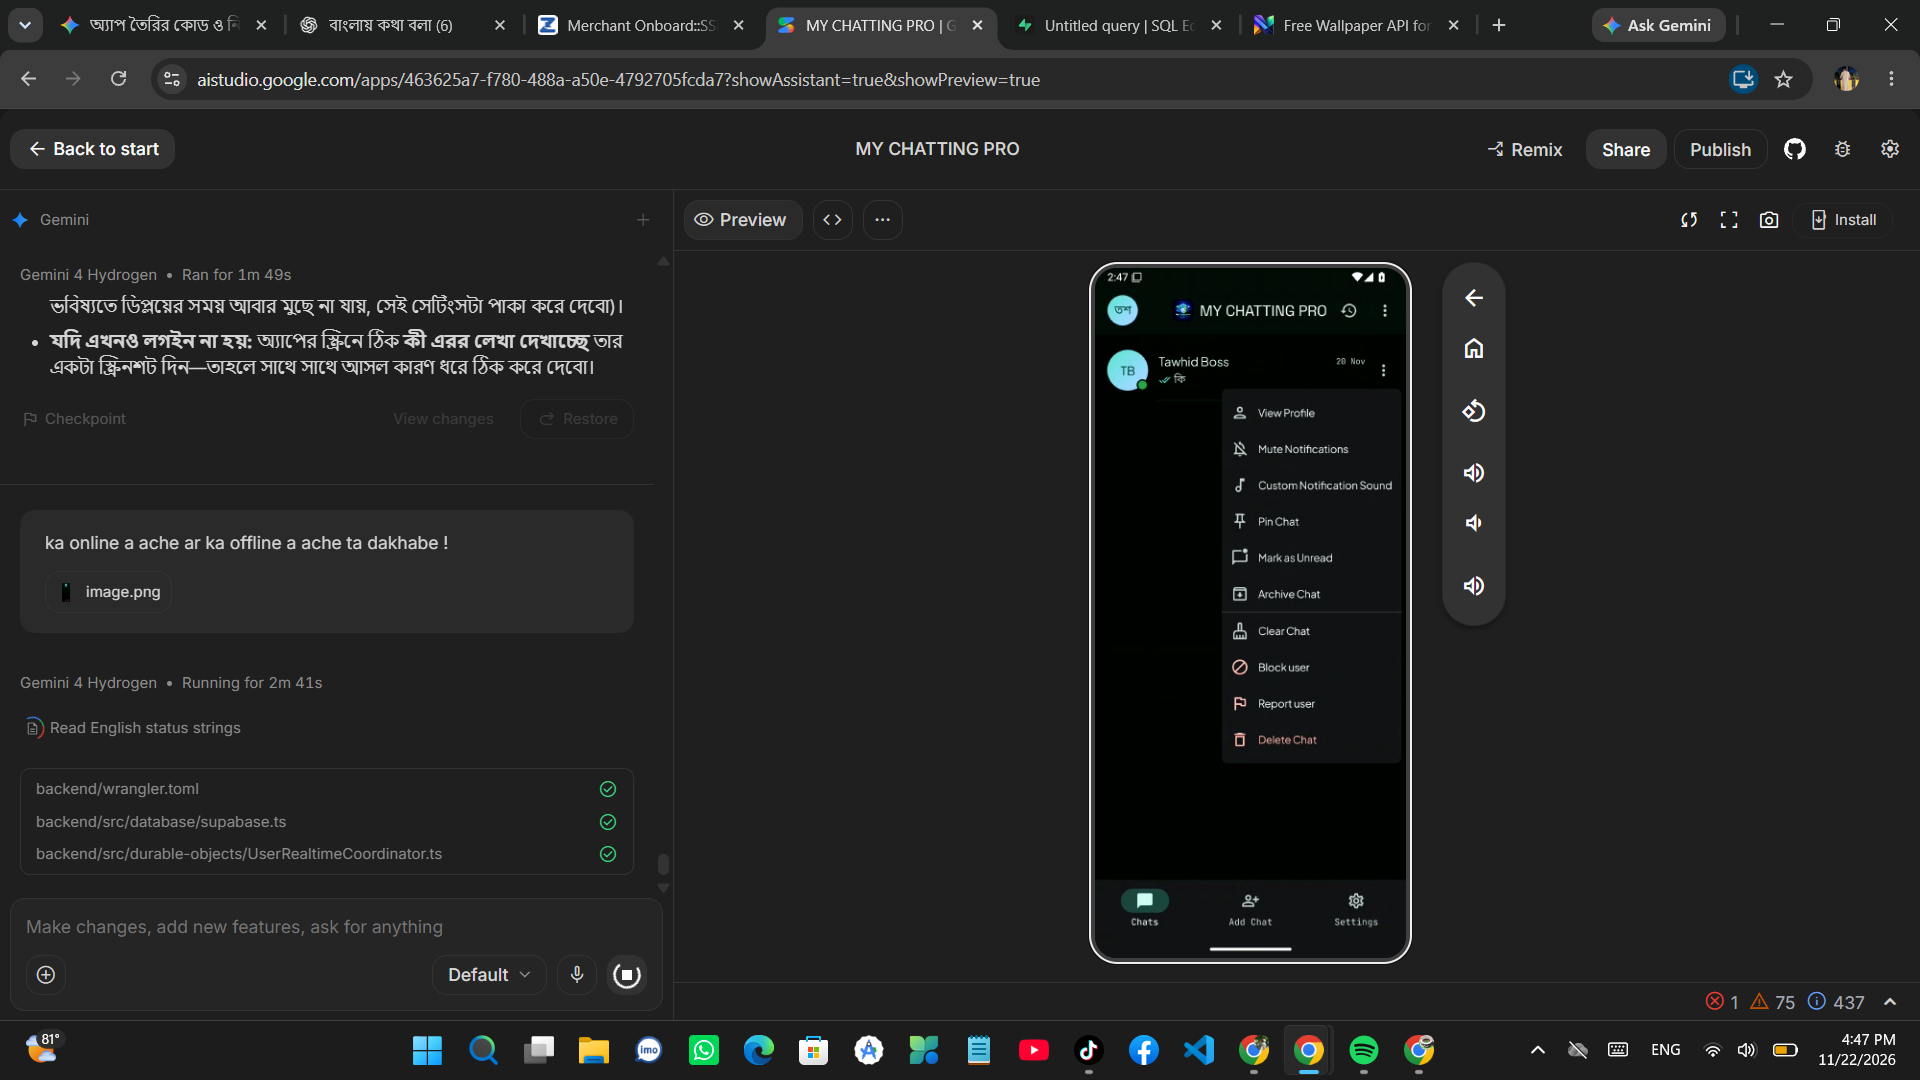 অ্যাপ তৈরির কোড ও নি
বাংলায় কথা বলা (6)
Merchant Onboard::SS
MY CHATTING PRO | G
Untitled query | SQL Ec
Free Wallpaper API for
Ask Gemini
aistudio.google.com/apps/463625a7-f780-488a-a50e-4792705fcda7?showAssistant=true&showPreview=true
Back to start
MY CHATTING PRO
Remix
Share
Publish
Gemini
Preview
Install
Gemini 4 Hydrogen • Ran for 1m 49s
ভবিষ্যতে ডিপ্লয়ের সময় আবার মুছে না যায়, সেই সেটিংসটা পাকা করে দেবো)।
• যদি এখনও লগইন না হয়: অ্যাপের স্ক্রিনে ঠিক কী এরর লেখা দেখাচ্ছে তার
একটা স্ক্রিনশট দিন—তাহলে সাথে সাথে আসল কারণ ধরে ঠিক করে দেবো।
Checkpoint
View changes
Restore
ka online a ache ar ka offline a ache ta dakhabe !
image.png
Gemini 4 Hydrogen • Running for 2m 41s
Read English status strings
backend/wrangler.toml
backend/src/database/supabase.ts
backend/src/durable-objects/UserRealtimeCoordinator.ts
Make changes, add new features, ask for anything
Default
2:47
তশ
MY CHATTING PRO
TB
Tawhid Boss
20 Nov
কি
View Profile
Mute Notifications
Custom Notification Sound
Pin Chat
Mark as Unread
Archive Chat
Clear Chat
Block user
Report user
Delete Chat
Chats
Add Chat
Settings
1
75
437
81°
imo
ENG
4:47 PM
11/22/2026